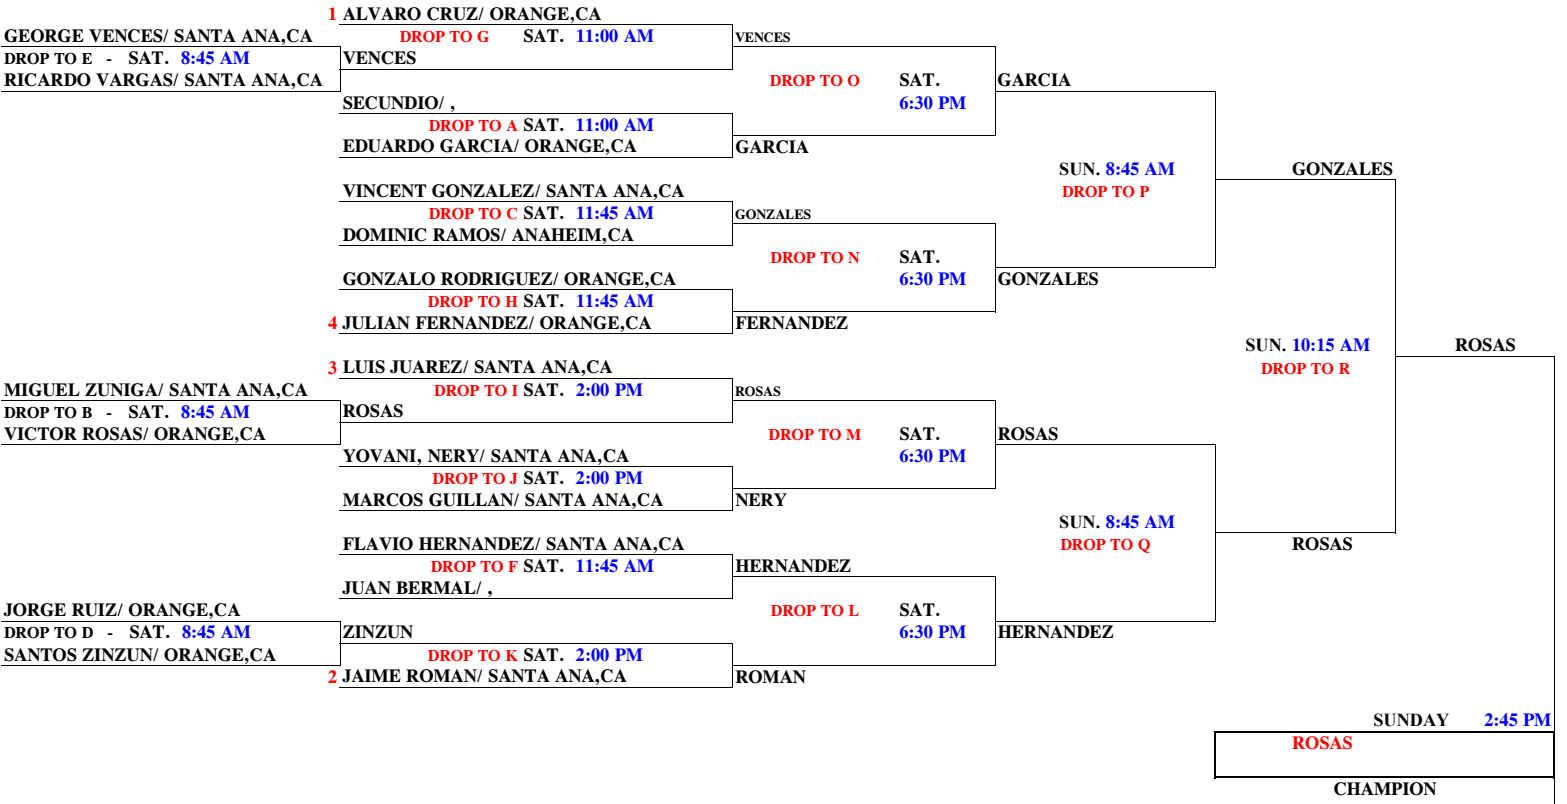 1 ALVARO CRUZ/ ORANGE,CA
GEORGE VENCES/ SANTA ANA,CA DROP TO G SAT. 11:00 AM VENCES
DROP TO E - SAT. 8:45 AM VENCES
RICARDO VARGAS/ SANTA ANA,CA DROP TO O SAT. GARCIA
SECUNDIO/ , 6:30 PM
DROP TO A SAT. 11:00 AM
EDUARDO GARCIA/ ORANGE,CA GARCIA
SUN. 8:45 AM GONZALES
VINCENT GONZALEZ/ SANTA ANA,CA DROP TO P
DROP TO C SAT. 11:45 AM GONZALES
DOMINIC RAMOS/ ANAHEIM,CA
DROP TO N SAT.
GONZALO RODRIGUEZ/ ORANGE,CA 6:30 PM GONZALES
DROP TO H SAT. 11:45 AM
4 JULIAN FERNANDEZ/ ORANGE,CA FERNANDEZ
SUN. 10:15 AM ROSAS
3 LUIS JUAREZ/ SANTA ANA,CA DROP TO R
MIGUEL ZUNIGA/ SANTA ANA,CA DROP TO I SAT. 2:00 PM ROSAS
DROP TO B - SAT. 8:45 AM ROSAS
VICTOR ROSAS/ ORANGE,CA DROP TO M SAT. ROSAS
YOVANI, NERY/ SANTA ANA,CA 6:30 PM
DROP TO J SAT. 2:00 PM
MARCOS GUILLAN/ SANTA ANA,CA NERY
SUN. 8:45 AM
FLAVIO HERNANDEZ/ SANTA ANA,CA DROP TO Q ROSAS
DROP TO F SAT. 11:45 AM HERNANDEZ
JUAN BERMAL/ ,
JORGE RUIZ/ ORANGE,CA DROP TO L SAT.
DROP TO D - SAT. 8:45 AM ZINZUN 6:30 PM HERNANDEZ
SANTOS ZINZUN/ ORANGE,CA DROP TO K SAT. 2:00 PM
2 JAIME ROMAN/ SANTA ANA,CA ROMAN
SUNDAY 2:45 PM
ROSAS
CHAMPION